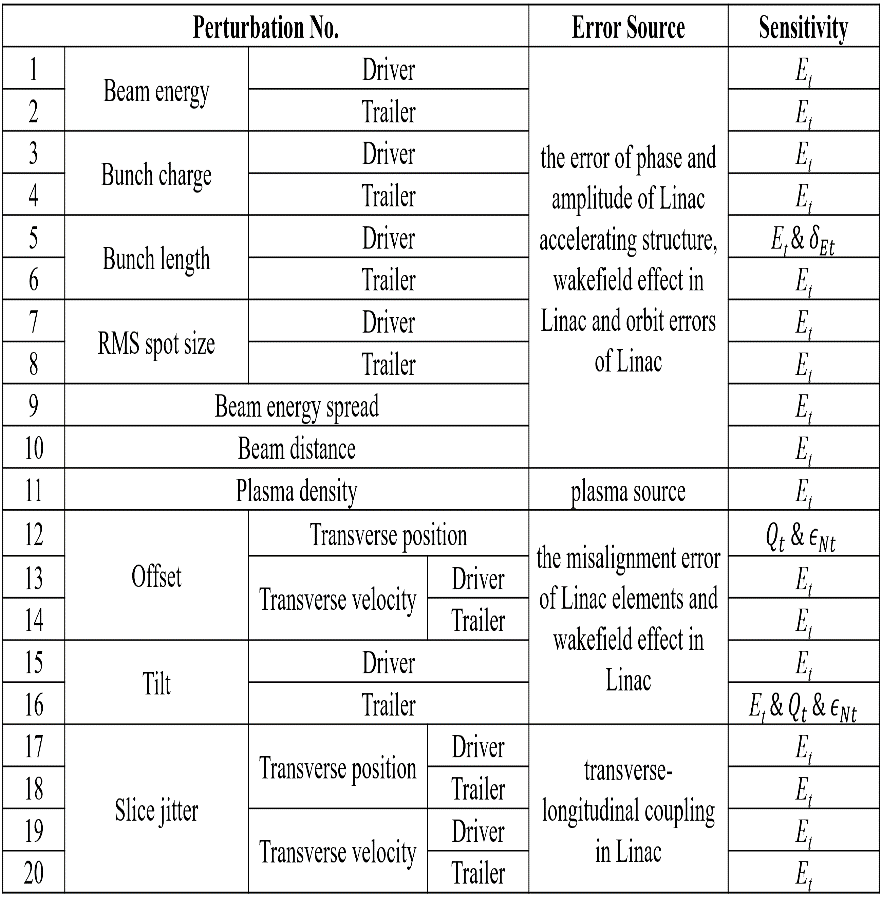 Perturbation No. Error Source Sensitivity
1 Beam energy Driver the error of phase and amplitude of Linac accelerating structure, wakefield effect in Linac and orbit errors of Linac E_t
2 Trailer E_t
3 Bunch charge Driver E_t
4 Trailer E_t
5 Bunch length Driver E_t & δ_Et
6 Trailer E_t
7 RMS spot size Driver E_t
8 Trailer E_t
9 Beam energy spread E_t
10 Beam distance E_t
11 Plasma density plasma source E_t
12 Offset Transverse position the misalignment error of Linac elements and wakefield effect in Linac Q_t & ϵ_Nt
13 Transverse velocity Driver E_t
14 Trailer E_t
15 Tilt Driver E_t
16 Trailer E_t & Q_t & ϵ_Nt
17 Slice jitter Transverse position Driver transverse-longitudinal coupling in Linac E_t
18 Trailer E_t
19 Transverse velocity Driver E_t
20 Trailer E_t